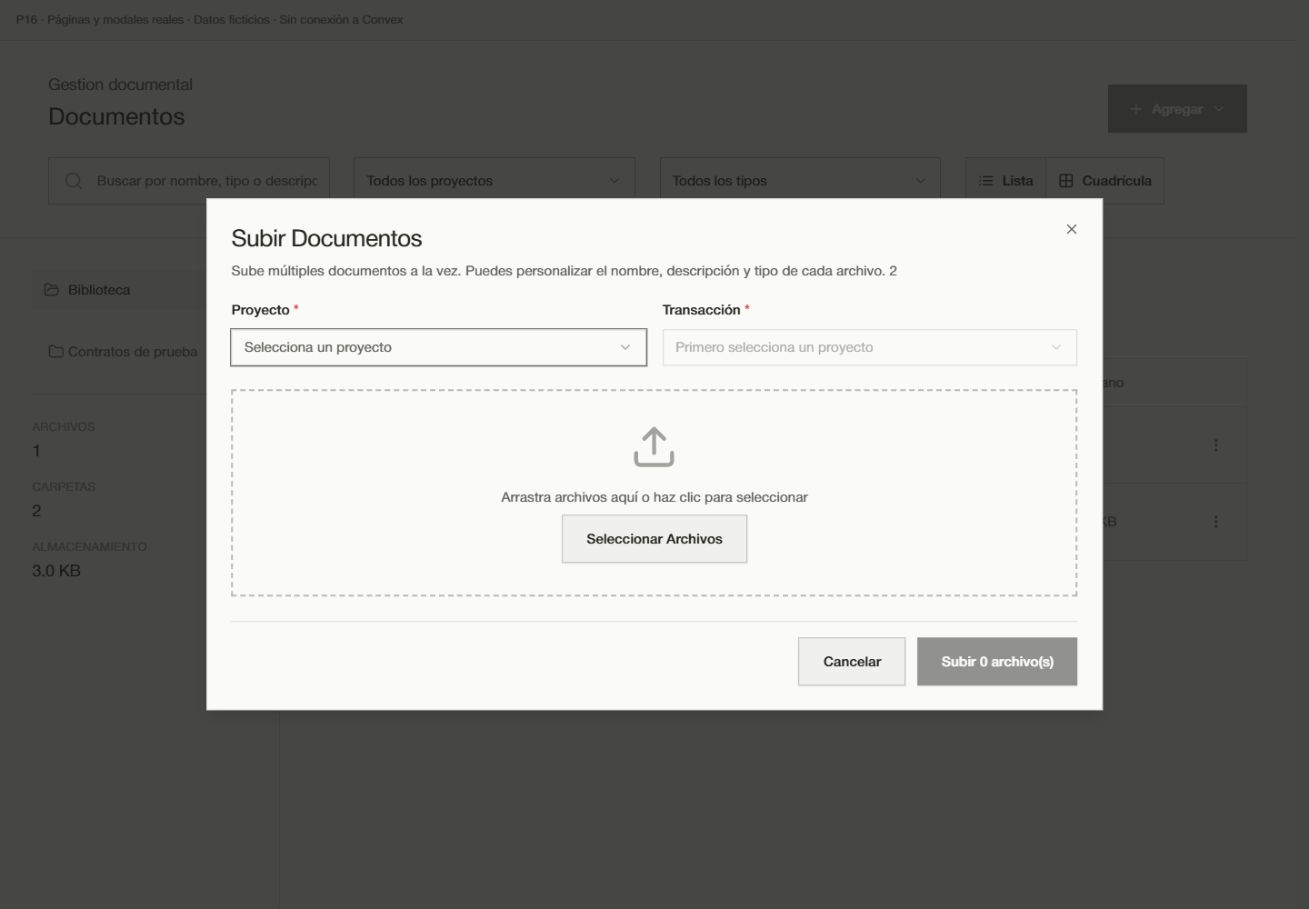 P16 - Páginas y modales reales - Datos ficticios - Sin conexión a Convex
Gestion documental
Documentos
Agregar
Buscar por nombre, tipo o
Todos los proyectos
Todos los tipos
Lista
Cuadrícula
Subir Documentos
Sube múltiples documentos a la vez. Puedes personalizar el nombre, descripción y tipo de cada archivo. 2
Biblioteca
Proyecto *
Transacción *
Selecciona un proyecto
Primero selecciona un proyecto
Contratos de prueba
ARCHIVOS
1
CARPETAS
2
ALMACENAMIENTO
3.0 KB
Arrastra archivos aquí o haz clic para seleccionar
Seleccionar Archivos
Cancelar
Subir 0 archivo(s)